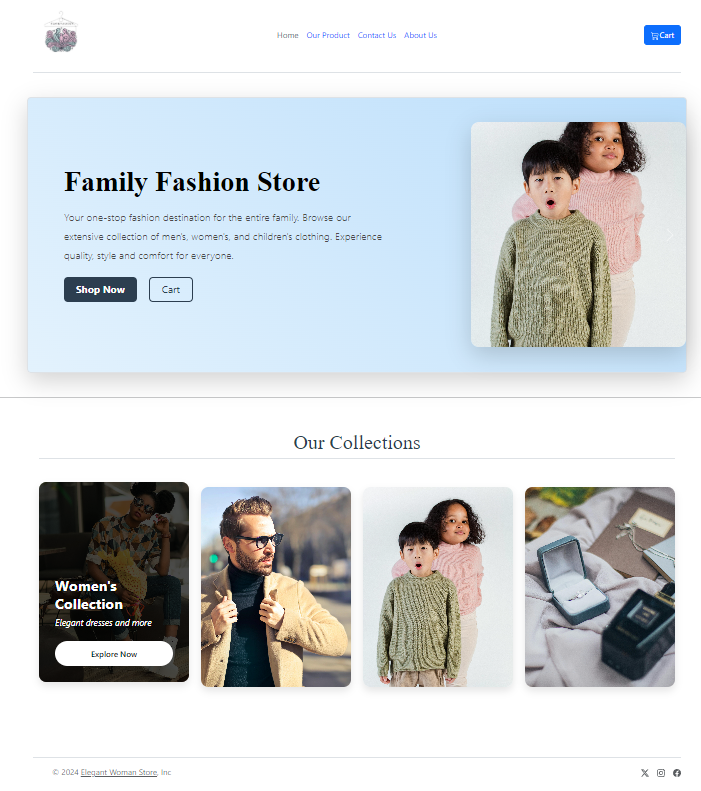 Home Our Product Contact Us About Us Cart
Family Fashion Store
Your one-stop fashion destination for the entire family. Browse our
extensive collection of men's, women's, and children's clothing. Experience
quality, style and comfort for everyone.
Shop Now Cart
Our Collections
Women's
Collection
Elegant dresses and more
Explore Now
© 2024 Elegant Woman Store, Inc